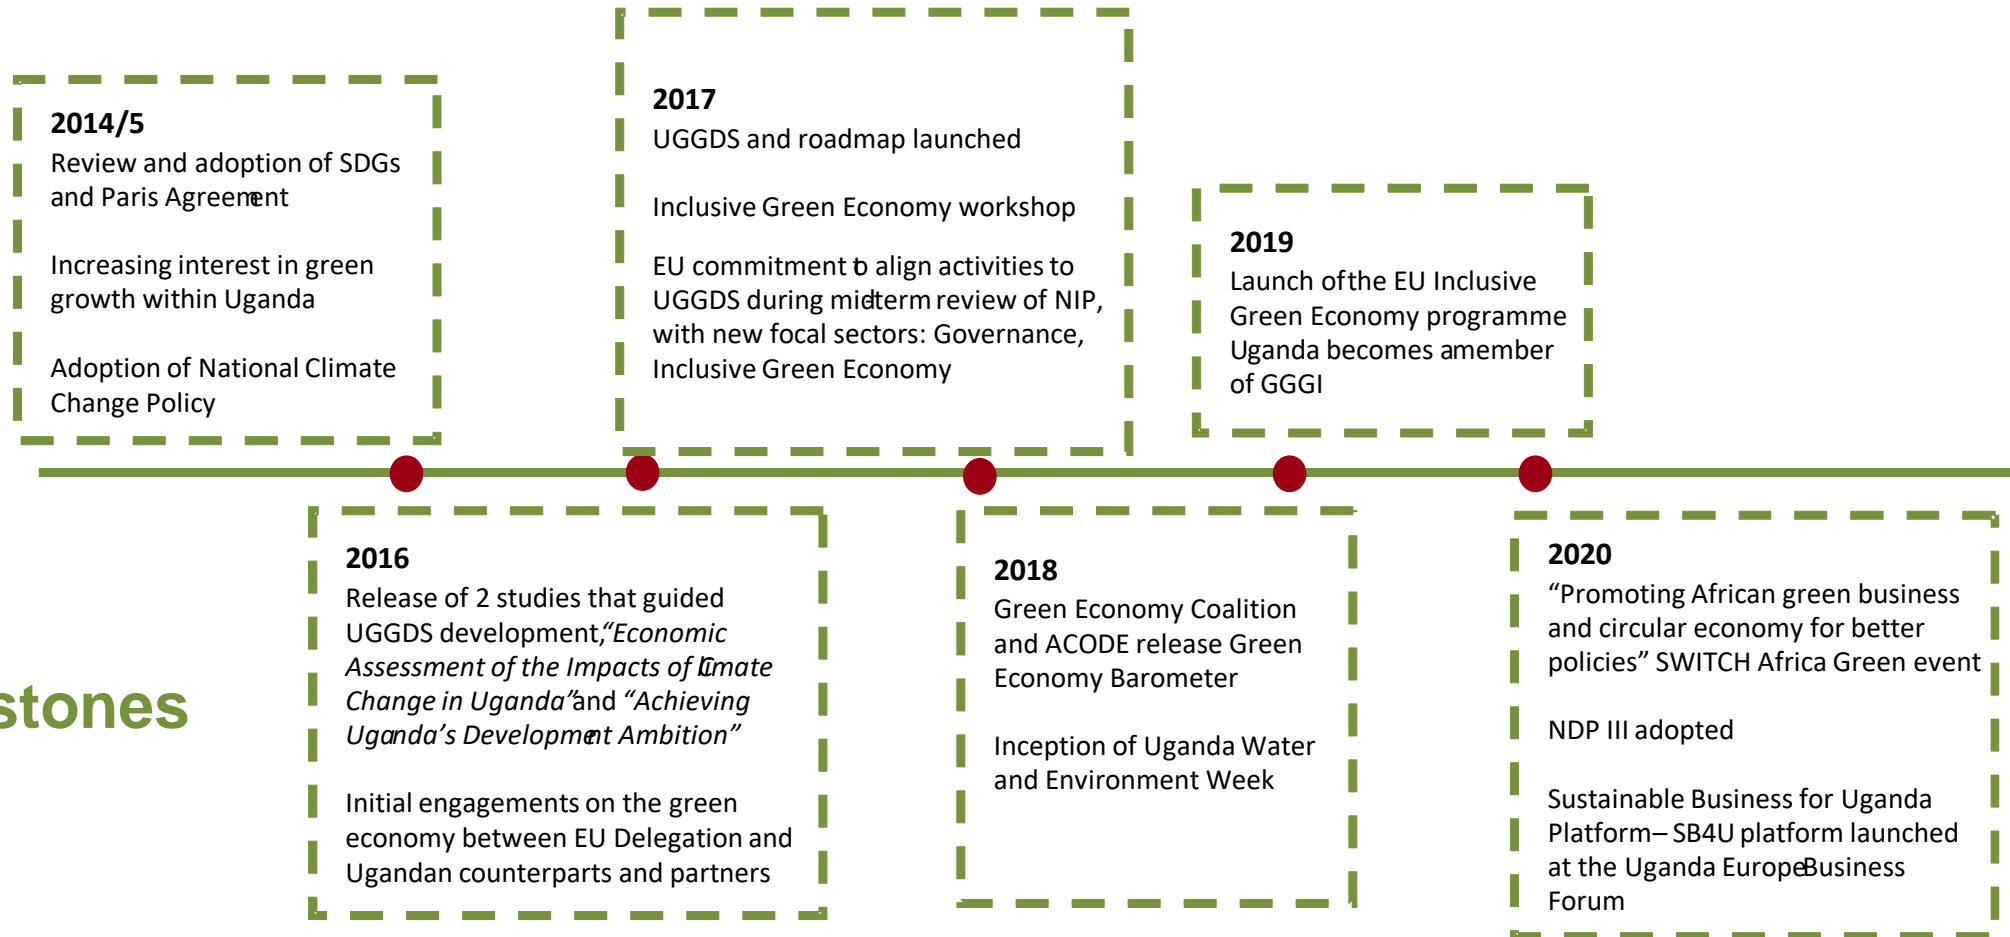 2014/5
Review and adoption of SDGs
and Paris Agreement
Increasing interest in green
growth within Uganda
Adoption of National Climate
Change Policy
2017
UGGDS and roadmap launched
Inclusive Green Economy workshop
EU commitment to align activities to
UGGDS during mid-term review of NIP,
with new focal sectors: Governance,
Inclusive Green Economy
2019
Launch of the EU Inclusive
Green Economy programme
Uganda becomes a member
of GGGI
stones
2016
Release of 2 studies that guided
UGGDS development, “Economic
Assessment of the Impacts of Climate
Change in Uganda” and “Achieving
Uganda’s Development Ambition”
Initial engagements on the green
economy between EU Delegation and
Ugandan counterparts and partners
2018
Green Economy Coalition
and ACODE release Green
Economy Barometer
Inception of Uganda Water
and Environment Week
2020
“Promoting African green business
and circular economy for better
policies” SWITCH Africa Green event
NDP III adopted
Sustainable Business for Uganda
Platform – SB4U platform launched
at the Uganda Europe Business
Forum